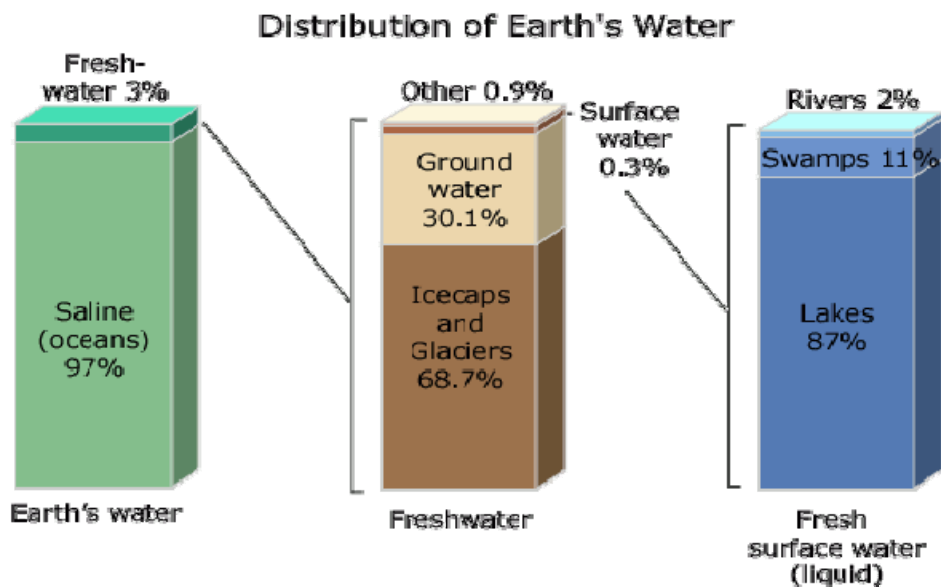 Distribution of Earth's Water
Fresh-
water 3%
Saline
(oceans)
97%
Earth's water
Other 0.9%
Surface
water
0.3%
Ground
water
30.1%
Icecaps
and
Glaciers
68.7%
Freshwater
Rivers 2%
Swamps 11%
Lakes
87%
Fresh
surface water
(liquid)